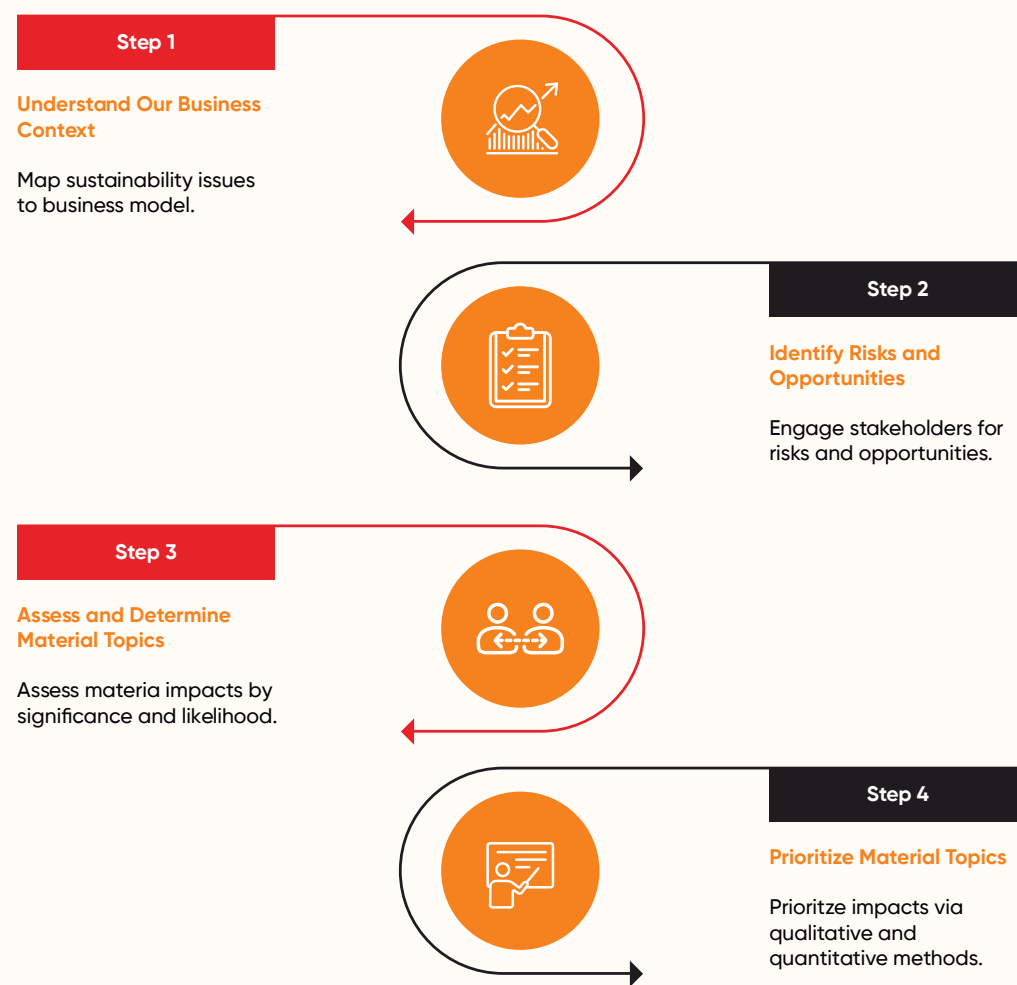 Step 1
Understand Our Business
Context
Map sustainability issues
to business model.
Step 2
Identify Risks and
Opportunities
Engage stakeholders for
risks and opportunities.
Step 3
Assess and Determine
Material Topics
Assess materia impacts by
significance and likelihood.
Step 4
Prioritize Material Topics
Prioritze impacts via
qualitative and
quantitative methods.